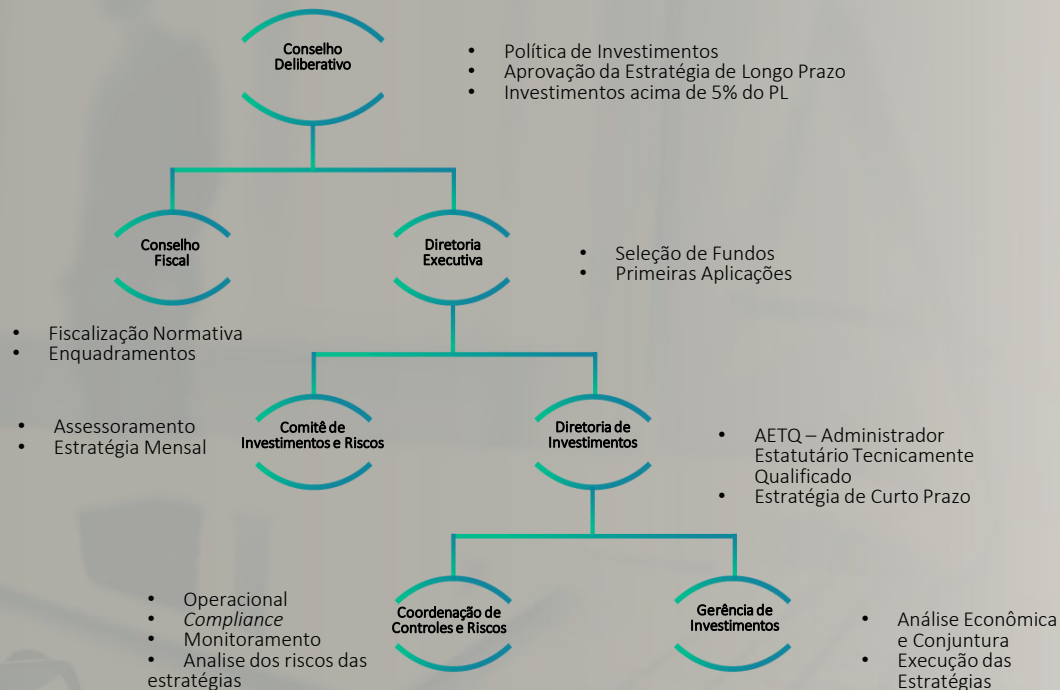 Conselho
Deliberativo
• Política de Investimentos
• Aprovação da Estratégia de Longo Prazo
• Investimentos acima de 5% do PL
Conselho
Fiscal
Diretoria
Executiva
• Seleção de Fundos
• Primeiras Aplicações
• Fiscalização Normativa
• Enquadramentos
• Assessoramento
• Estratégia Mensal
Comitê de
Investimentos e Riscos
Diretoria de
Investimentos
• AETQ – Administrador
Estatutário Tecnicamente
Qualificado
• Estratégia de Curto Prazo
• Operacional
• Compliance
• Monitoramento
• Analise dos riscos das
estratégias
Coordenação de
Controles e Riscos
Gerência de
Investimentos
• Análise Econômica
e Conjuntura
• Execução das
Estratégias